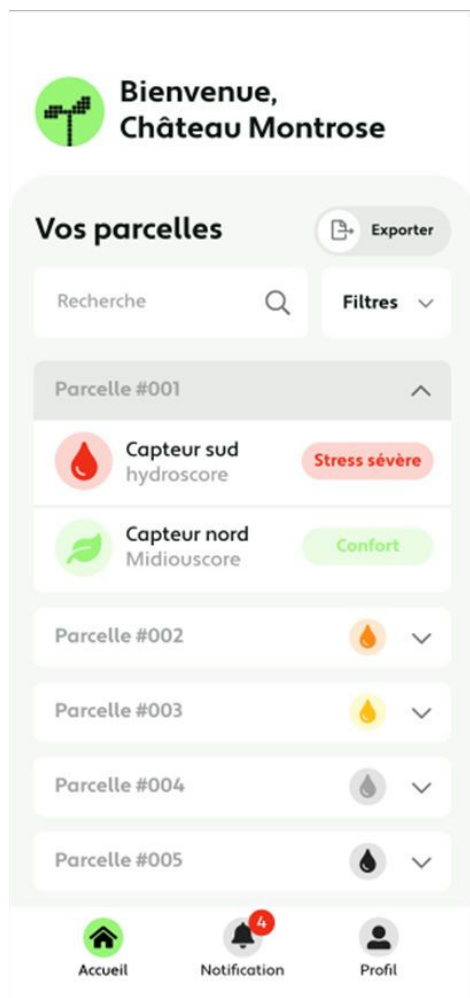 Bienvenue,
Château Montrose
Vos parcelles
Exporter
Recherche
Filtres
Parcelle #001
Capteur sud
hydroscore
Stress sévère
Capteur nord
Midiouscore
Confort
Parcelle #002
Parcelle #003
Parcelle #004
Parcelle #005
4
Accueil
Notification
Profil